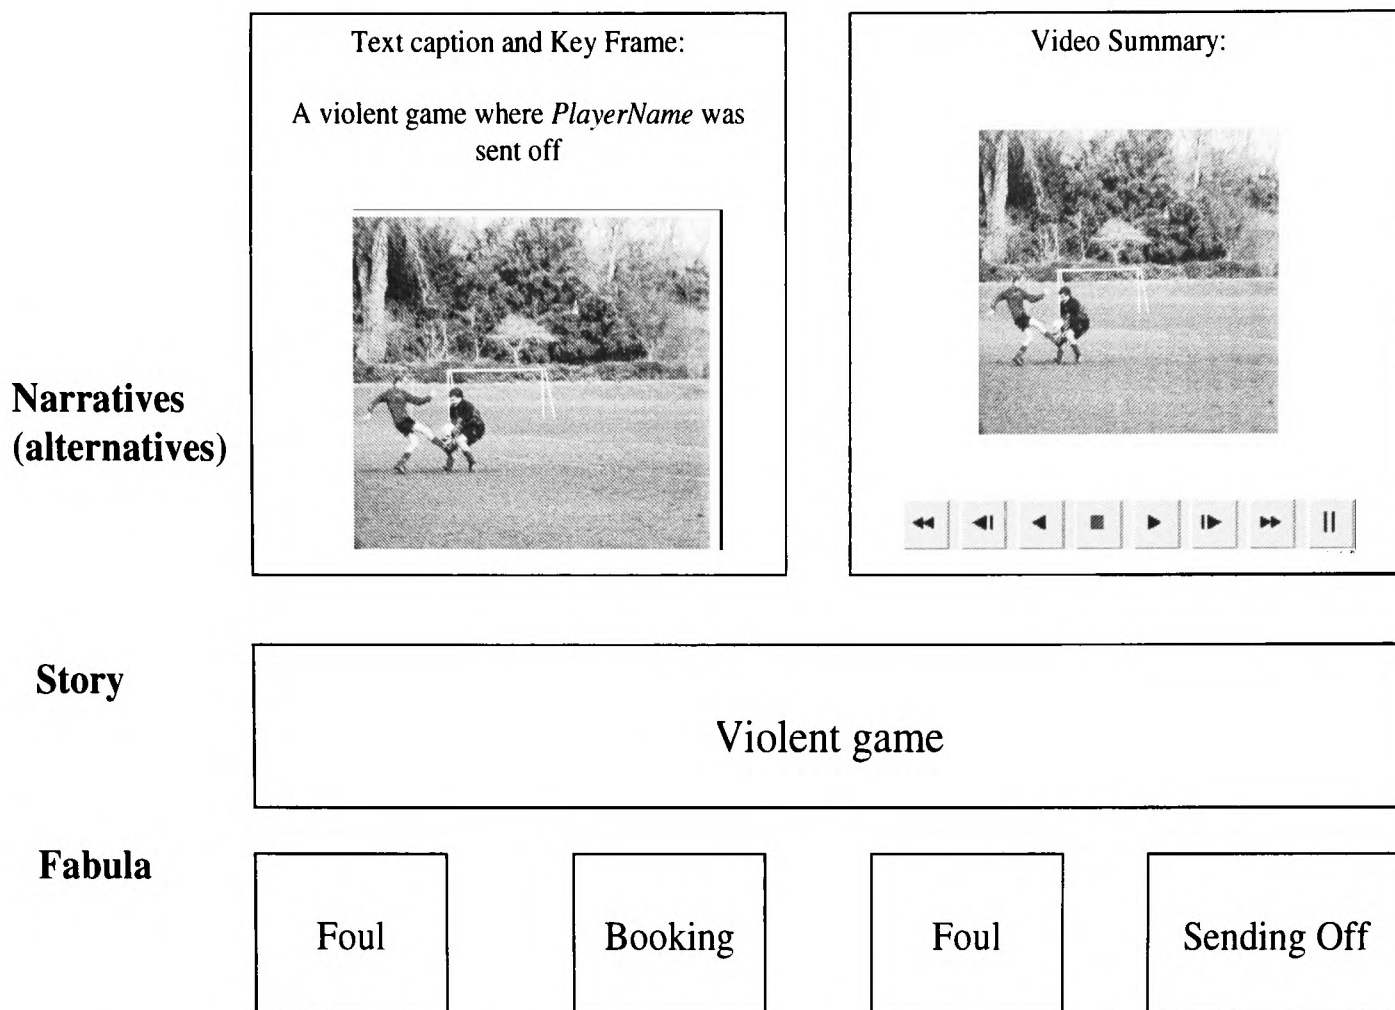 Text caption and Key Frame:
A violent game where PlayerName was
sent off
Video Summary:
Narratives
(alternatives)
Story
Violent game
Fabula
Foul
Booking
Foul
Sending Off